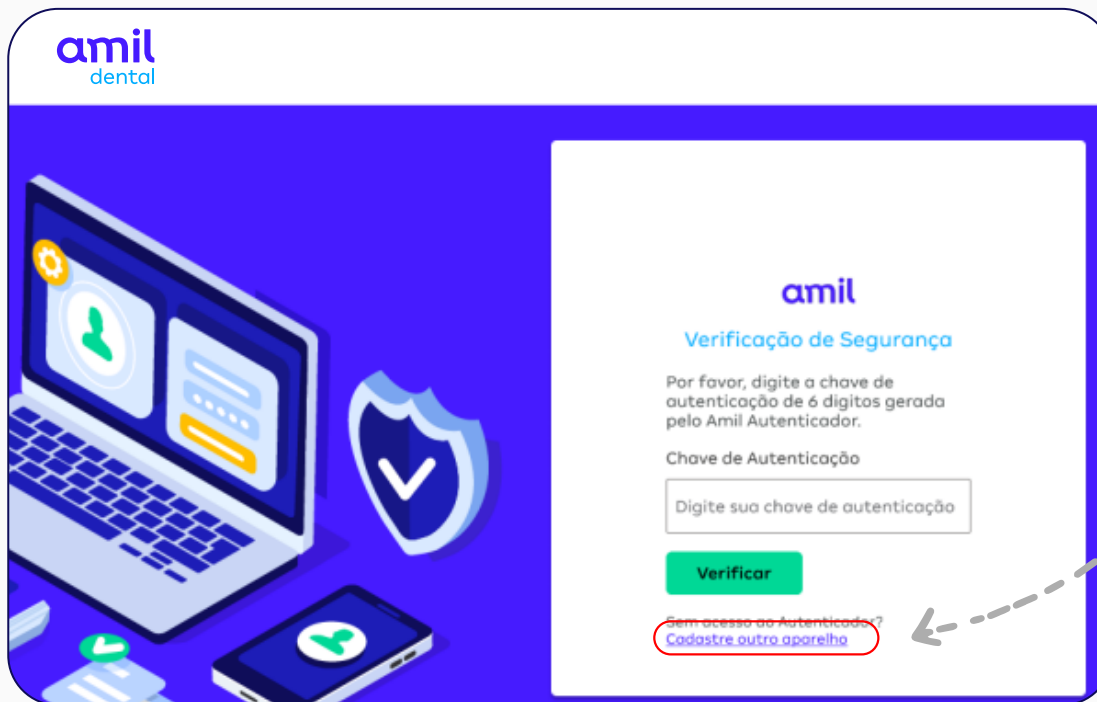 amil
dental
amil
Verificação de Segurança
Por favor, digite a chave de
autenticação de 6 digitos gerada
pelo Amil Autenticador.
Chave de Autenticação
Digite sua chave de autenticação
Verificar
Sem acesso ao Autenticador?
Cadastre outro aparelho